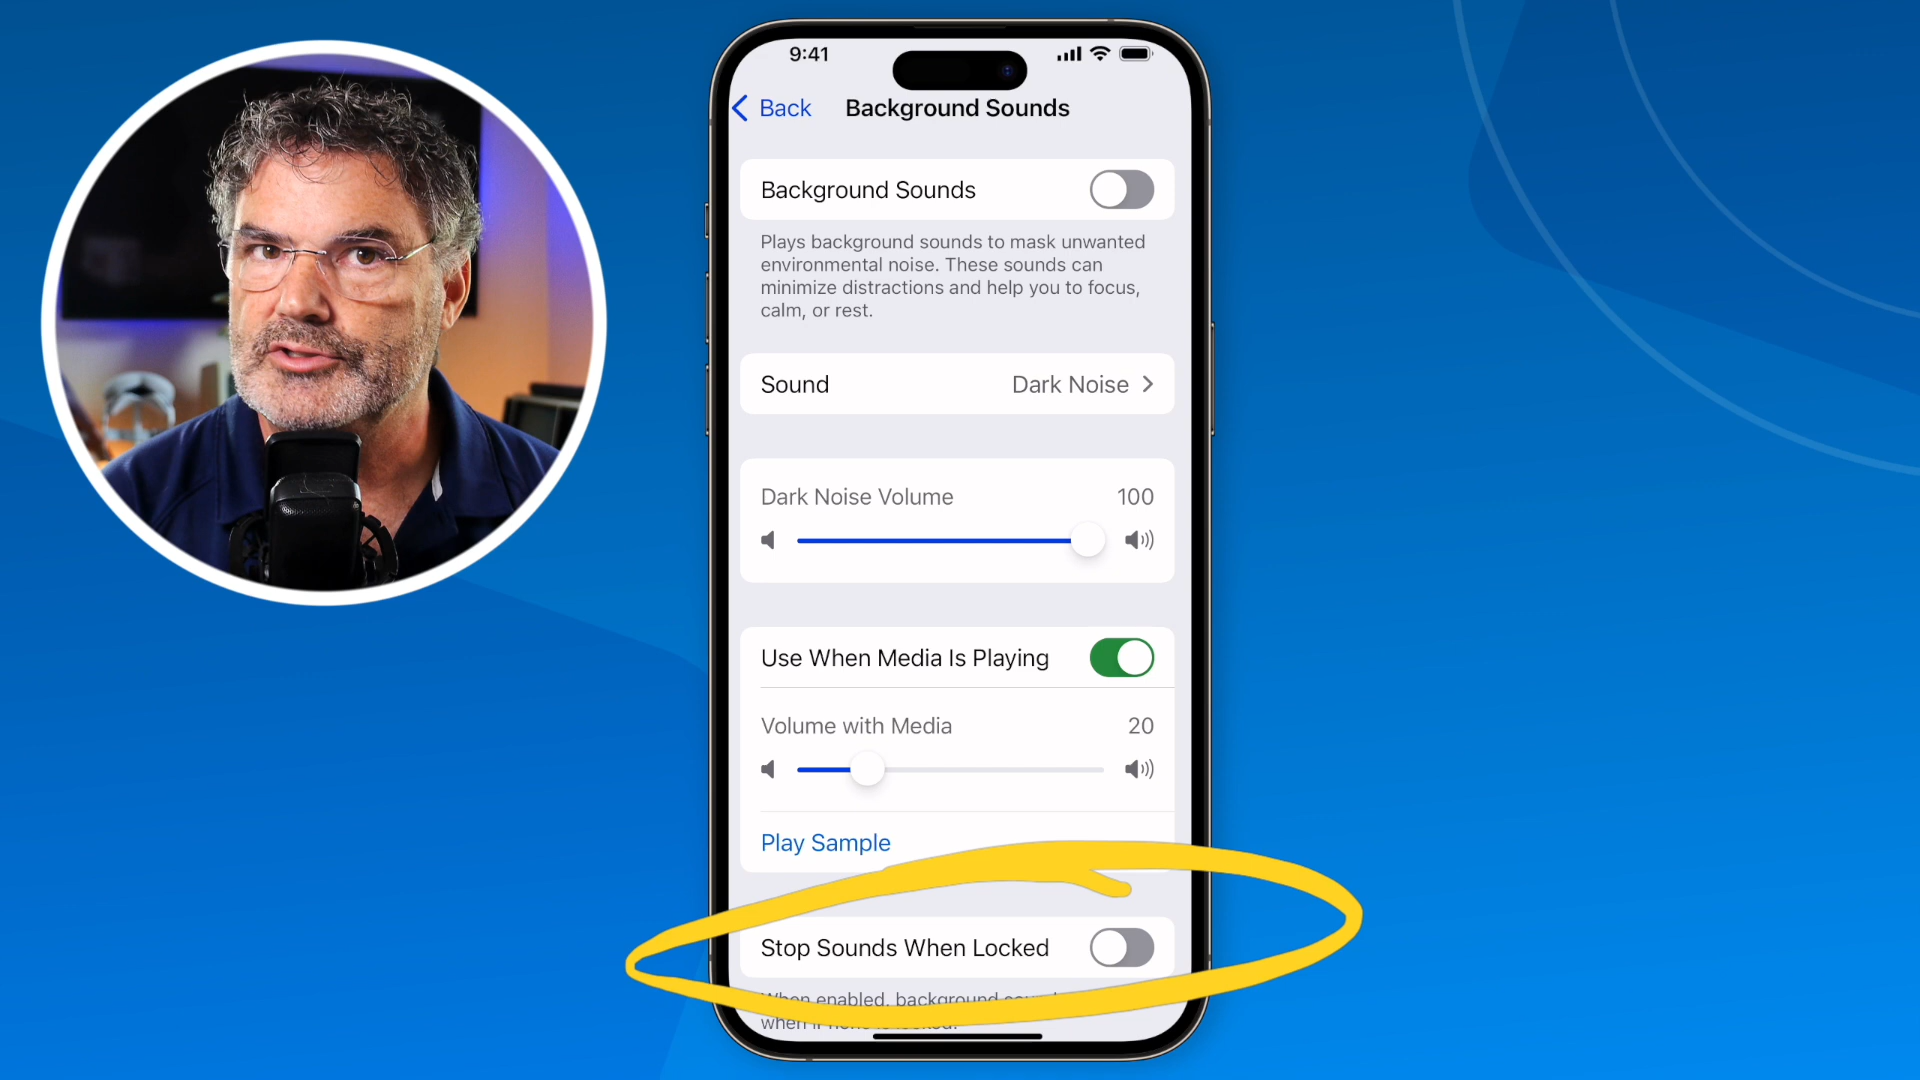 9:41
Back
Background Sounds
Background Sounds
Plays background sounds to mask unwanted
environmental noise. These sounds can
minimize distractions and help you to focus,
calm, or rest.
Sound
Dark Noise
Dark Noise Volume
100
Use When Media Is Playing
Volume with Media
20
Play Sample
Stop Sounds When Locked
When enabled, background
when locked.